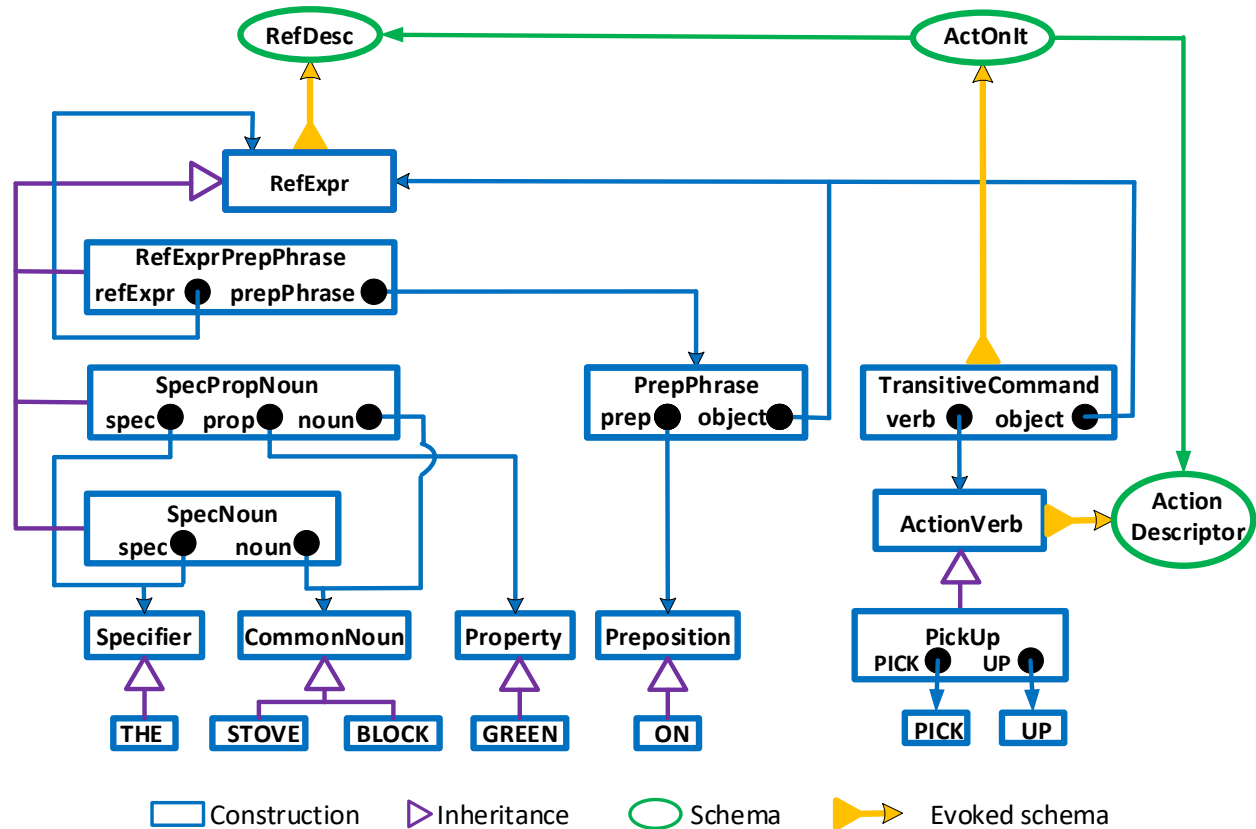 RefDesc
ActOnIt
RefExpr
RefExprPrepPhrase
refExpr prepPhrase
SpecPropNoun
spec prop noun
PrepPhrase
prep object
TransitiveCommand
verb object
SpecNoun
spec noun
ActionVerb
Action
Descriptor
Specifier
CommonNoun
Property
Preposition
PickUp
PICK UP
THE
STOVE
BLOCK
GREEN
ON
PICK
UP
Construction
Inheritance
Schema
Evoked schema